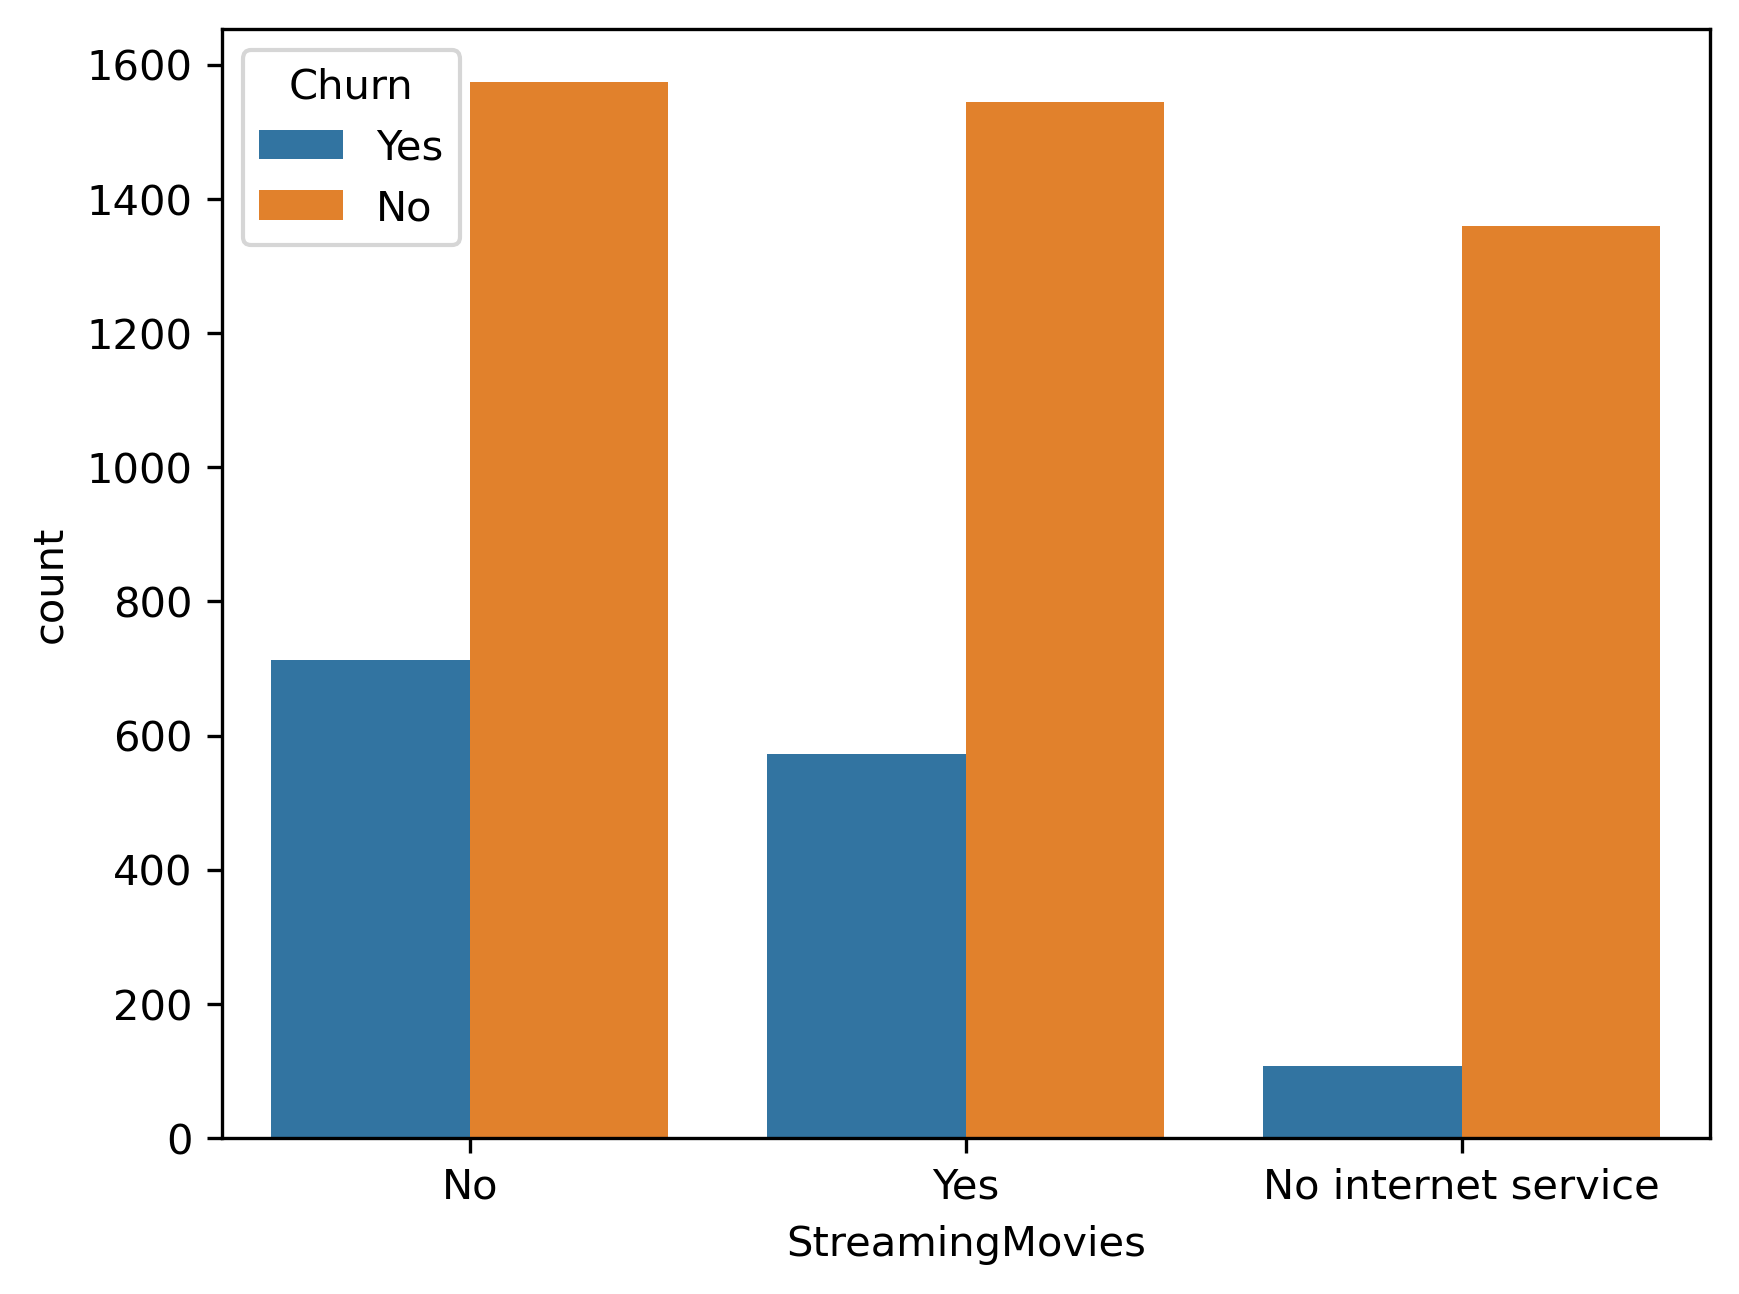 Churn
Yes
No
1600
1400
1200
1000
800
600
400
200
0
count
No
Yes
No internet service
StreamingMovies